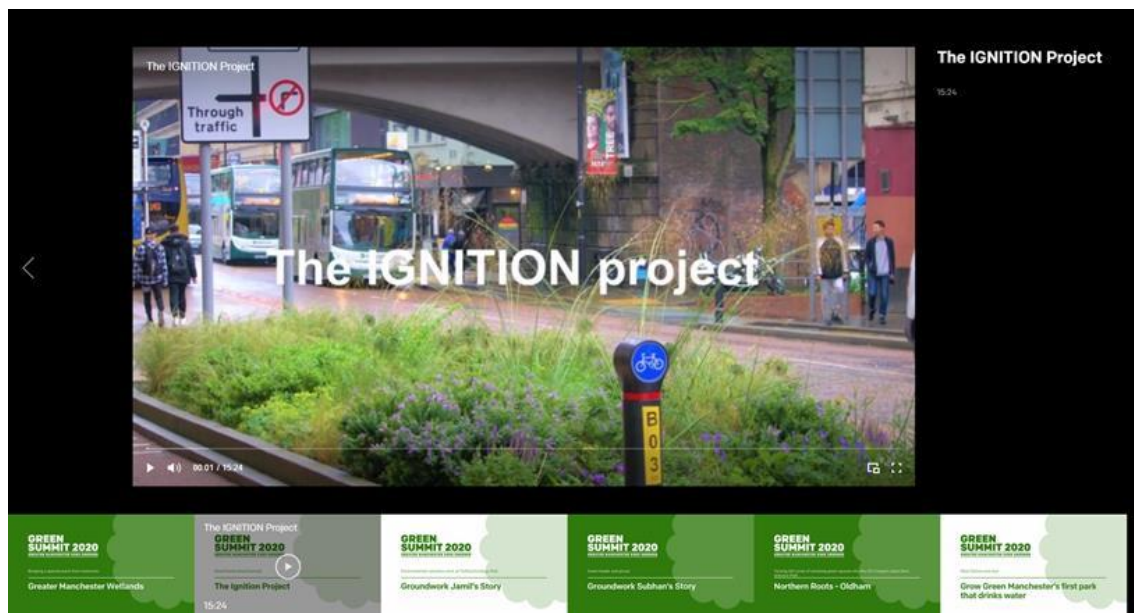 The IGNITION Project
The IGNITION Project
15:24
Through
traffic
TREE
The IGNITION project
B
0
3
00:01 / 15:24
GREEN
SUMMIT 2020
Greater Manchester Wetlands
The IGNITION Project
GREEN
SUMMIT 2020
The Ignition Project
15:24
GREEN
SUMMIT 2020
Groundwork Jamil's Story
GREEN
SUMMIT 2020
Groundwork Subhan's Story
GREEN
SUMMIT 2020
Northern Roots - Oldham
GREEN
SUMMIT 2020
Grow Green Manchester's first park
that drinks water